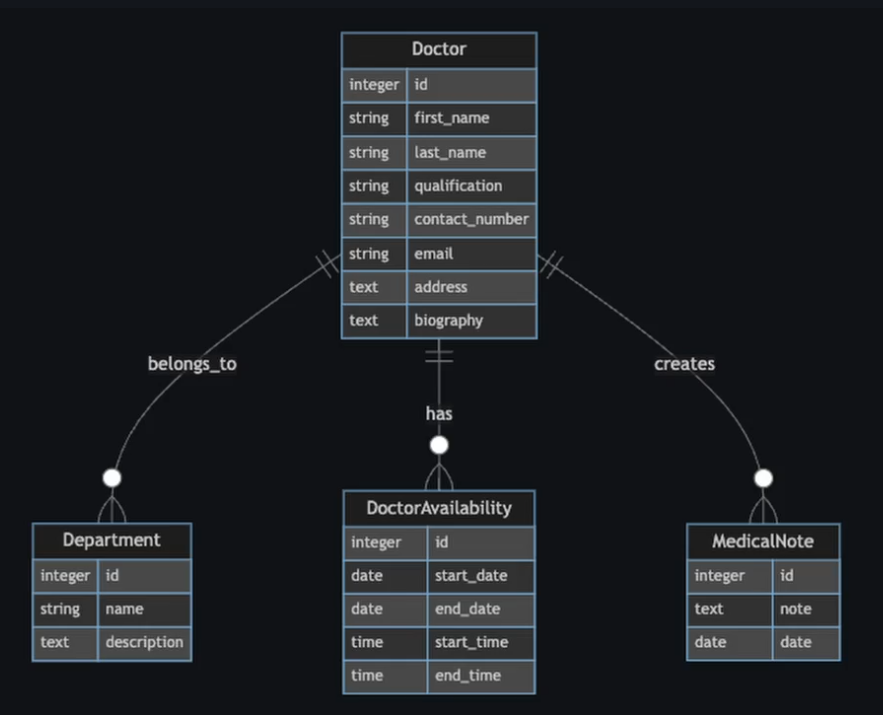 Doctor
integer id
string first_name
string last_name
string qualification
string contact_number
string email
text address
text biography
belongs_to
has
creates
Department
integer id
string name
text description
DoctorAvailability
integer id
date start_date
date end_date
time start_time
time end_time
MedicalNote
integer id
text note
date date